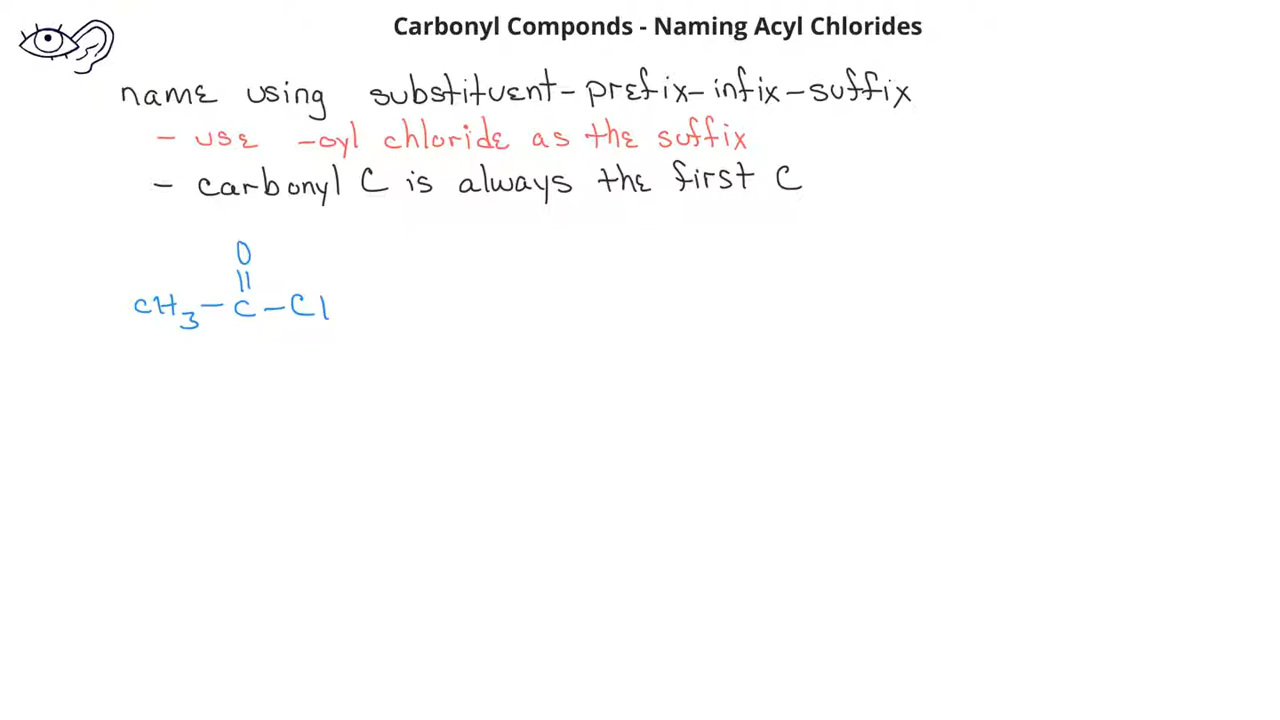 Carbonyl Componds - Naming Acyl Chlorides
name using substituent-prefix-infix-suffix
- use -oyl chloride as the suffix
- carbonyl C is always the first C
O
||
CH3-C-Cl